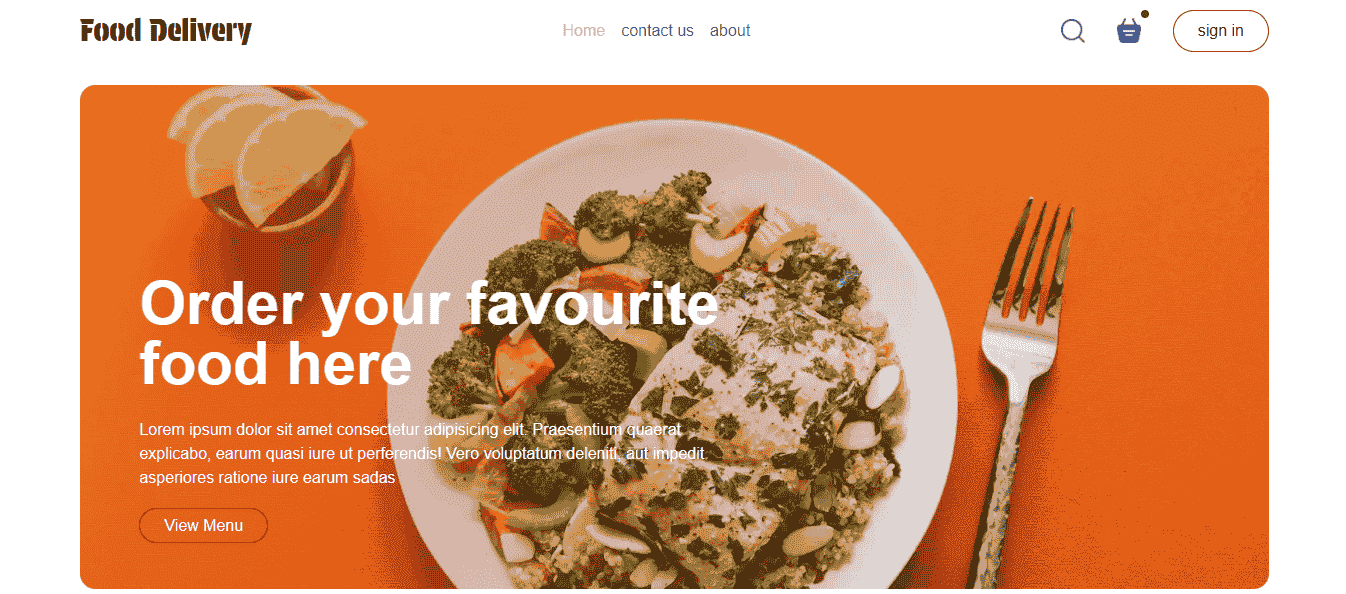 Food Delivery
Home contact us about
sign in
Order your favourite
food here
Lorem ipsum dolor sit amet consectetur adipisicing elit. Praesentium quaerat
explicabo, earum quasi iure ut perferendis! Vero voluptatum deleniti, aut impedit
asperiores ratione iure earum sadas
View Menu